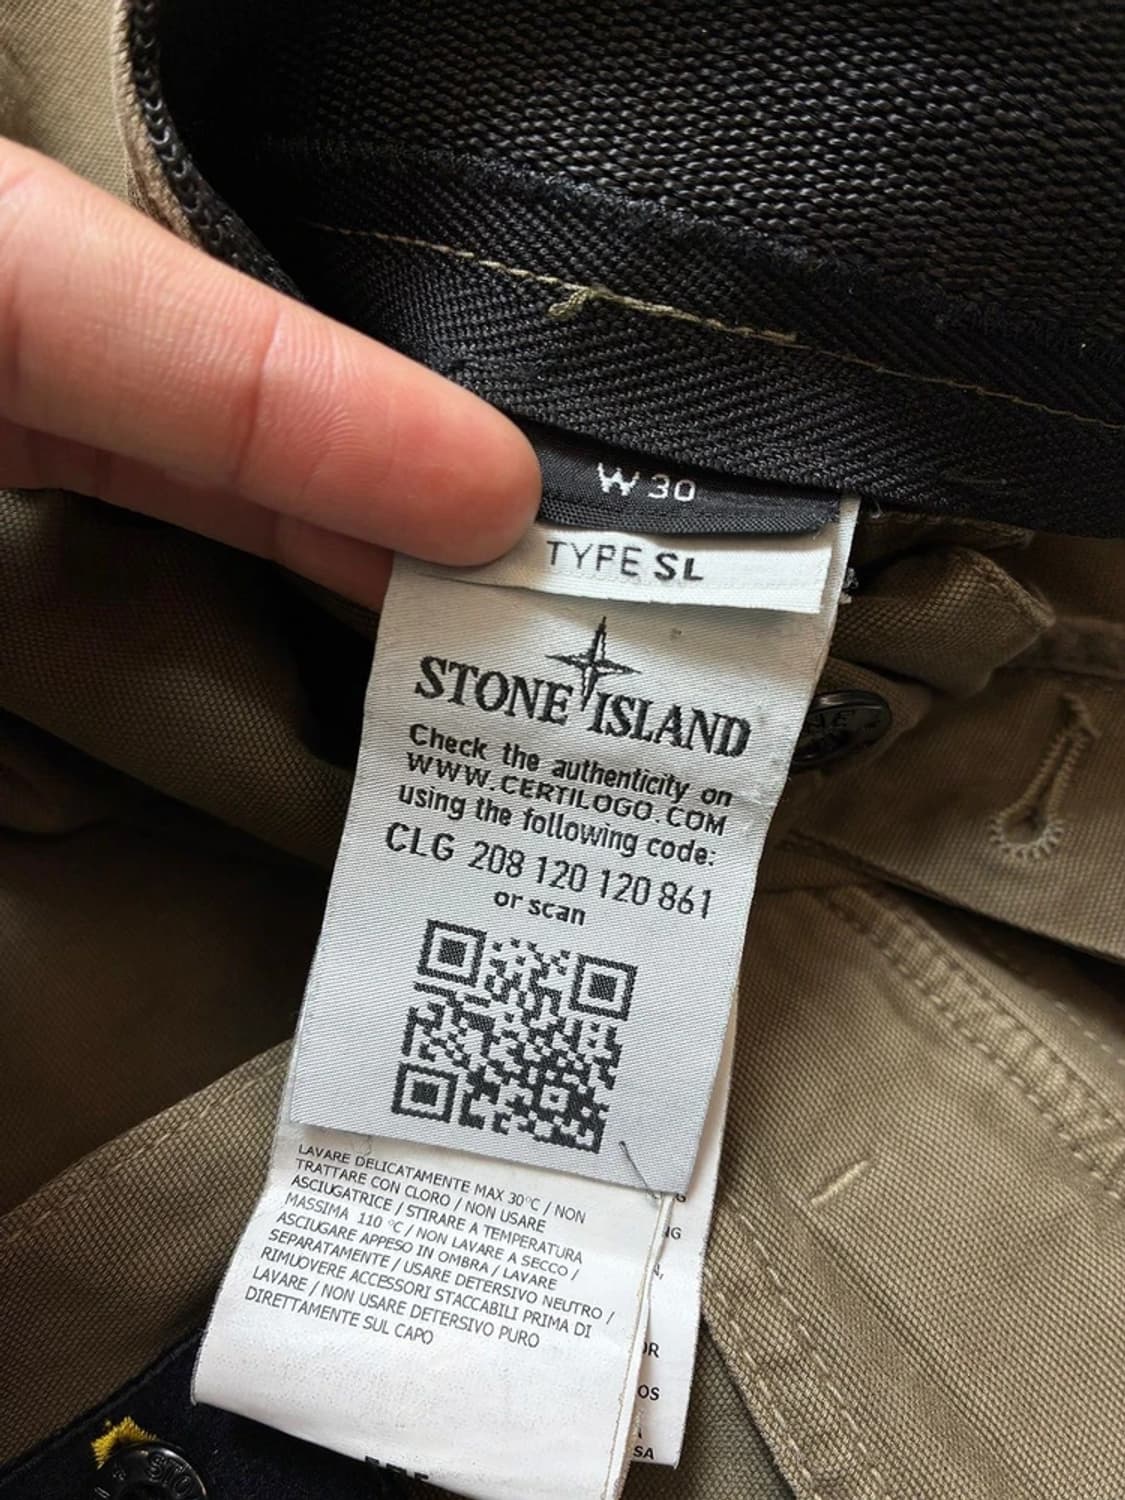 W 30
TYPE SL
STONE ISLAND
Check the authenticity on
WWW.CERTILOGO.COM
using the following code:
CLG 208 120 120 861
or scan
LAVARE DELICATAMENTE MAX 30°C / NON
TRATTARE CON CLORO / NON USARE
ASCIUGATRICE / STIRARE A TEMPERATURA
MASSIMA 110 °C / NON LAVARE A SECCO /
ASCIUGARE APPESO IN OMBRA / LAVARE
SEPARATAMENTE / USARE DETERSIVO NEUTRO /
RIMUOVERE ACCESSORI STACCABILI PRIMA DI
LAVARE / NON USARE DETERSIVO PURO
DIRETTAMENTE SUL CAPO